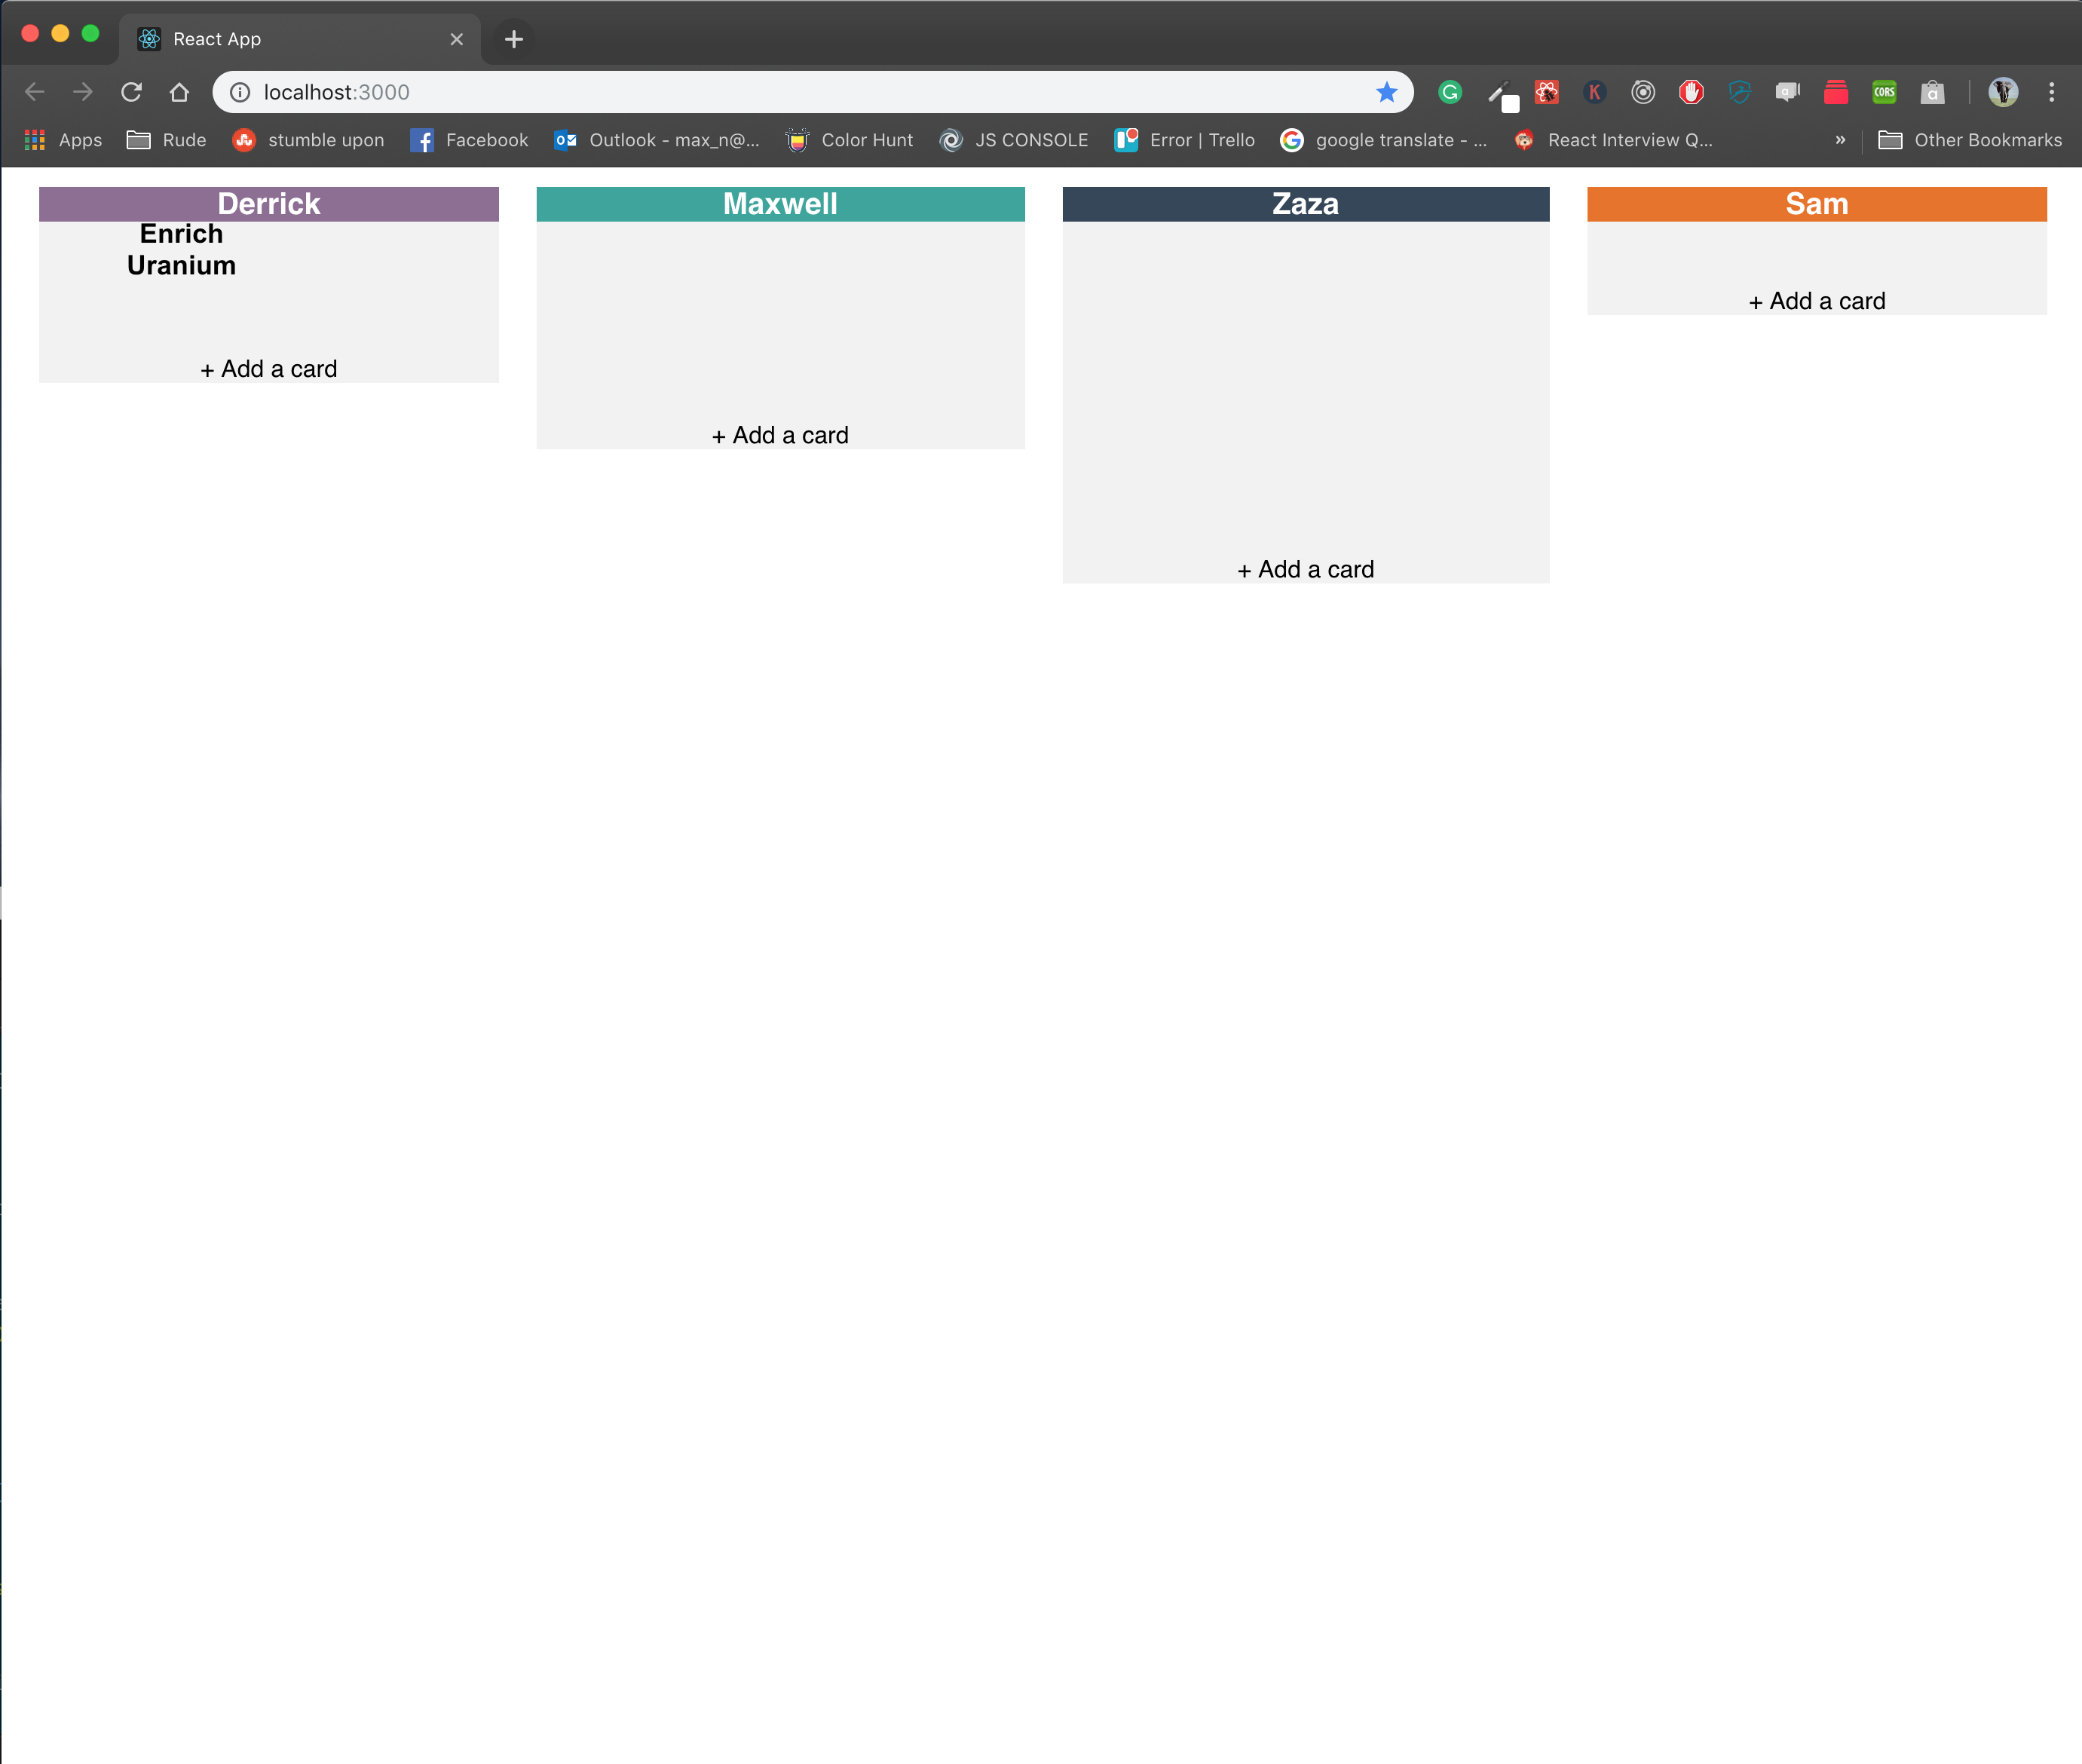 React App
localhost:3000
Apps
Rude
stumble upon
Facebook
Outlook - max_n@...
Color Hunt
JS CONSOLE
Error | Trello
google translate - ...
React Interview Q...
»
Other Bookmarks
Derrick
Enrich
Uranium
+ Add a card
Maxwell
+ Add a card
Zaza
+ Add a card
Sam
+ Add a card